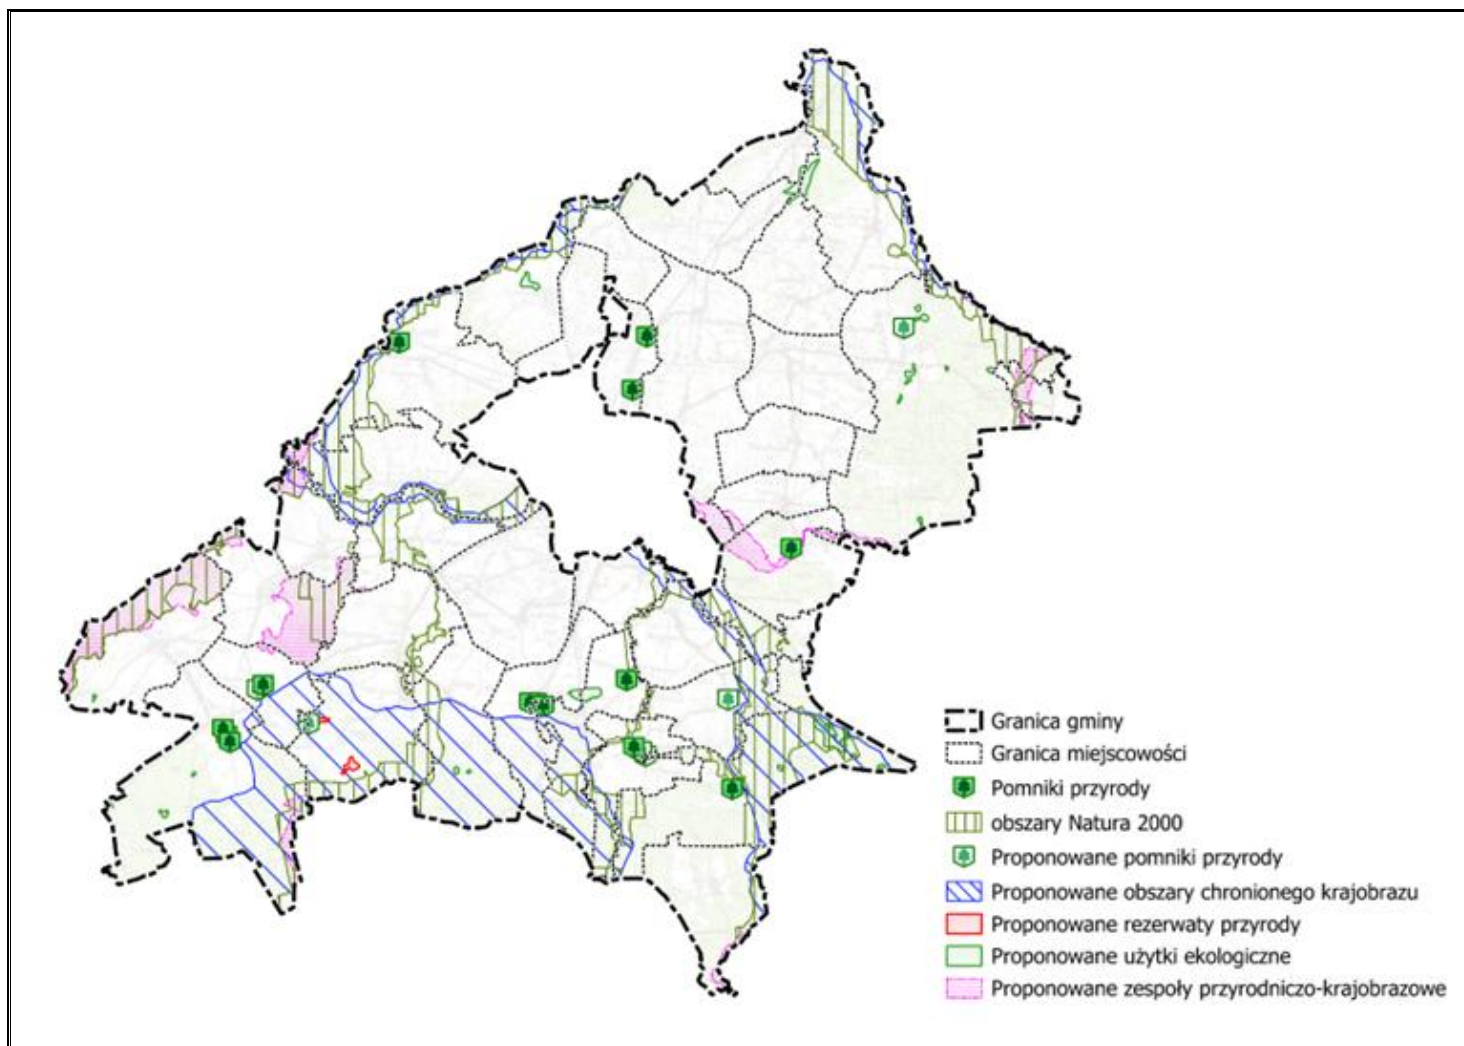 Granica gminy
Granica miejscowości
Pomniki przyrody
obszary Natura 2000
Proponowane pomniki przyrody
Proponowane obszary chronionego krajobrazu
Proponowane rezerwaty przyrody
Proponowane użytki ekologiczne
Proponowane zespoły przyrodniczo-krajobrazowe